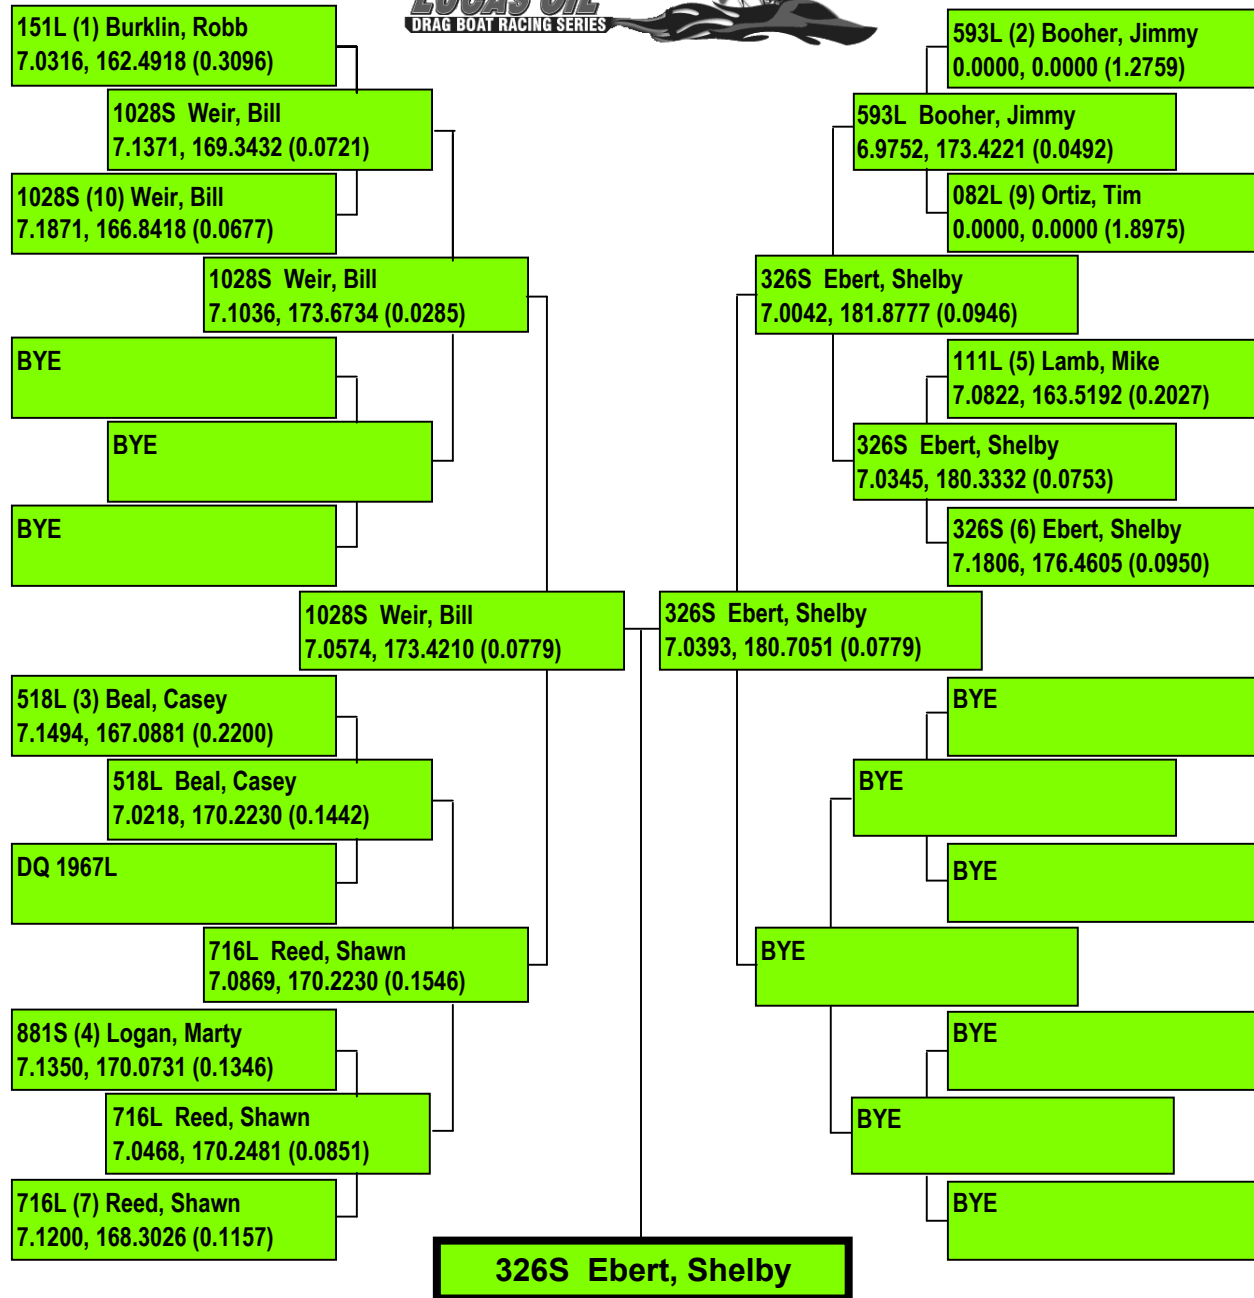 LUCAS OIL
DRAG BOAT RACING SERIES
151L (1) Burklin, Robb
7.0316, 162.4918 (0.3096)
1028S Weir, Bill
7.1371, 169.3432 (0.0721)
1028S (10) Weir, Bill
7.1871, 166.8418 (0.0677)
1028S Weir, Bill
7.1036, 173.6734 (0.0285)
BYE
BYE
BYE
1028S Weir, Bill
7.0574, 173.4210 (0.0779)
518L (3) Beal, Casey
7.1494, 167.0881 (0.2200)
518L Beal, Casey
7.0218, 170.2230 (0.1442)
DQ 1967L
716L Reed, Shawn
7.0869, 170.2230 (0.1546)
881S (4) Logan, Marty
7.1350, 170.0731 (0.1346)
716L Reed, Shawn
7.0468, 170.2481 (0.0851)
716L (7) Reed, Shawn
7.1200, 168.3026 (0.1157)
593L (2) Booher, Jimmy
0.0000, 0.0000 (1.2759)
593L Booher, Jimmy
6.9752, 173.4221 (0.0492)
082L (9) Ortiz, Tim
0.0000, 0.0000 (1.8975)
326S Ebert, Shelby
7.0042, 181.8777 (0.0946)
111L (5) Lamb, Mike
7.0822, 163.5192 (0.2027)
326S Ebert, Shelby
7.0345, 180.3332 (0.0753)
326S (6) Ebert, Shelby
7.1806, 176.4605 (0.0950)
326S Ebert, Shelby
7.0393, 180.7051 (0.0779)
BYE
BYE
BYE
BYE
BYE
BYE
BYE
326S Ebert, Shelby